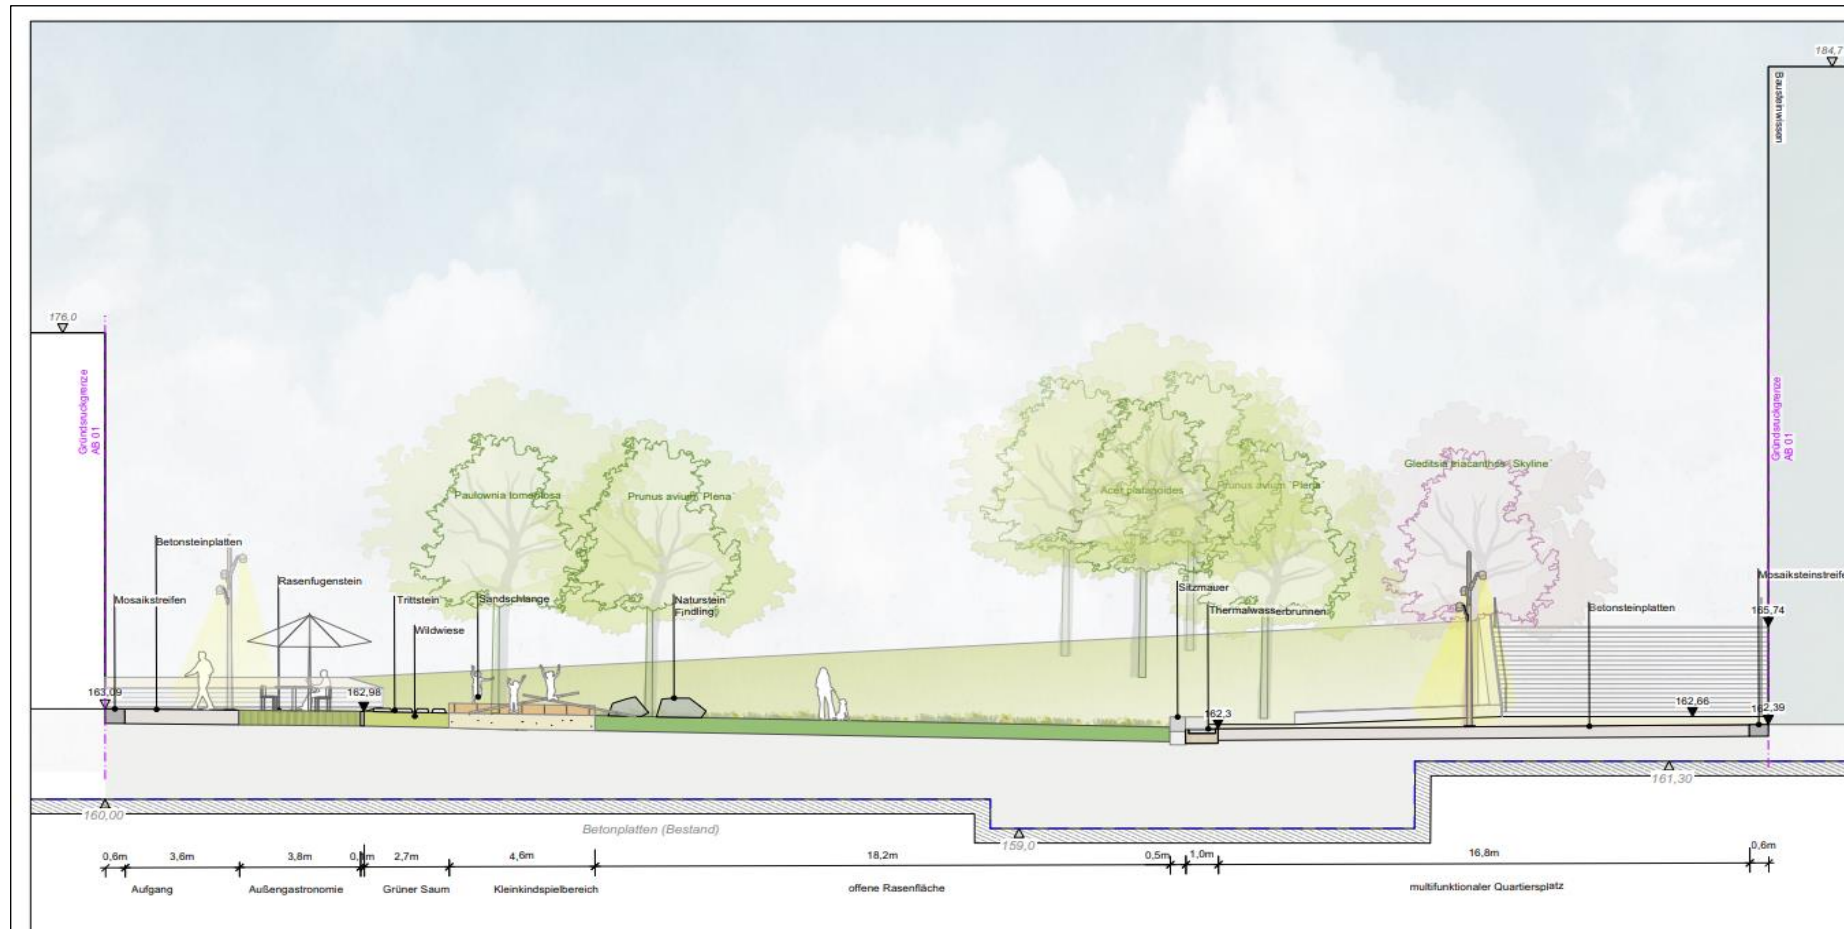 184,7
Bausteinwissen
176,0
Gründsruckgrenze
AB 01
Gründsruckgrenze
AB 01
Gleditsia triacanthos ´Skyline´
Paulownia tomentosa
Prunus avium ´Plena´
Acer platanoides
Prunus avium ´Plena´
Betonsteinplatten
Rasenfugenstein
Mosaikstreifen
Trittstein
Sandschlange
Naturstein
Findling
Wildwiese
Sitzmauer
Thermalwasserbrunnen
Mosaiksteinstreifen
Betonsteinplatten
165,74
163,09
162,98
162,3
162,66
162,39
160,00
Betonplatten (Bestand)
159,0
161,30
0,6m 3,6m 3,8m 0,1m 2,7m 4,6m 18,2m 0,5m 1,0m 16,8m 0,6m
Aufgang Außengastronomie Grüner Saum Kleinkindspielbereich offene Rasenfläche multifunktionaler Quartiersplatz